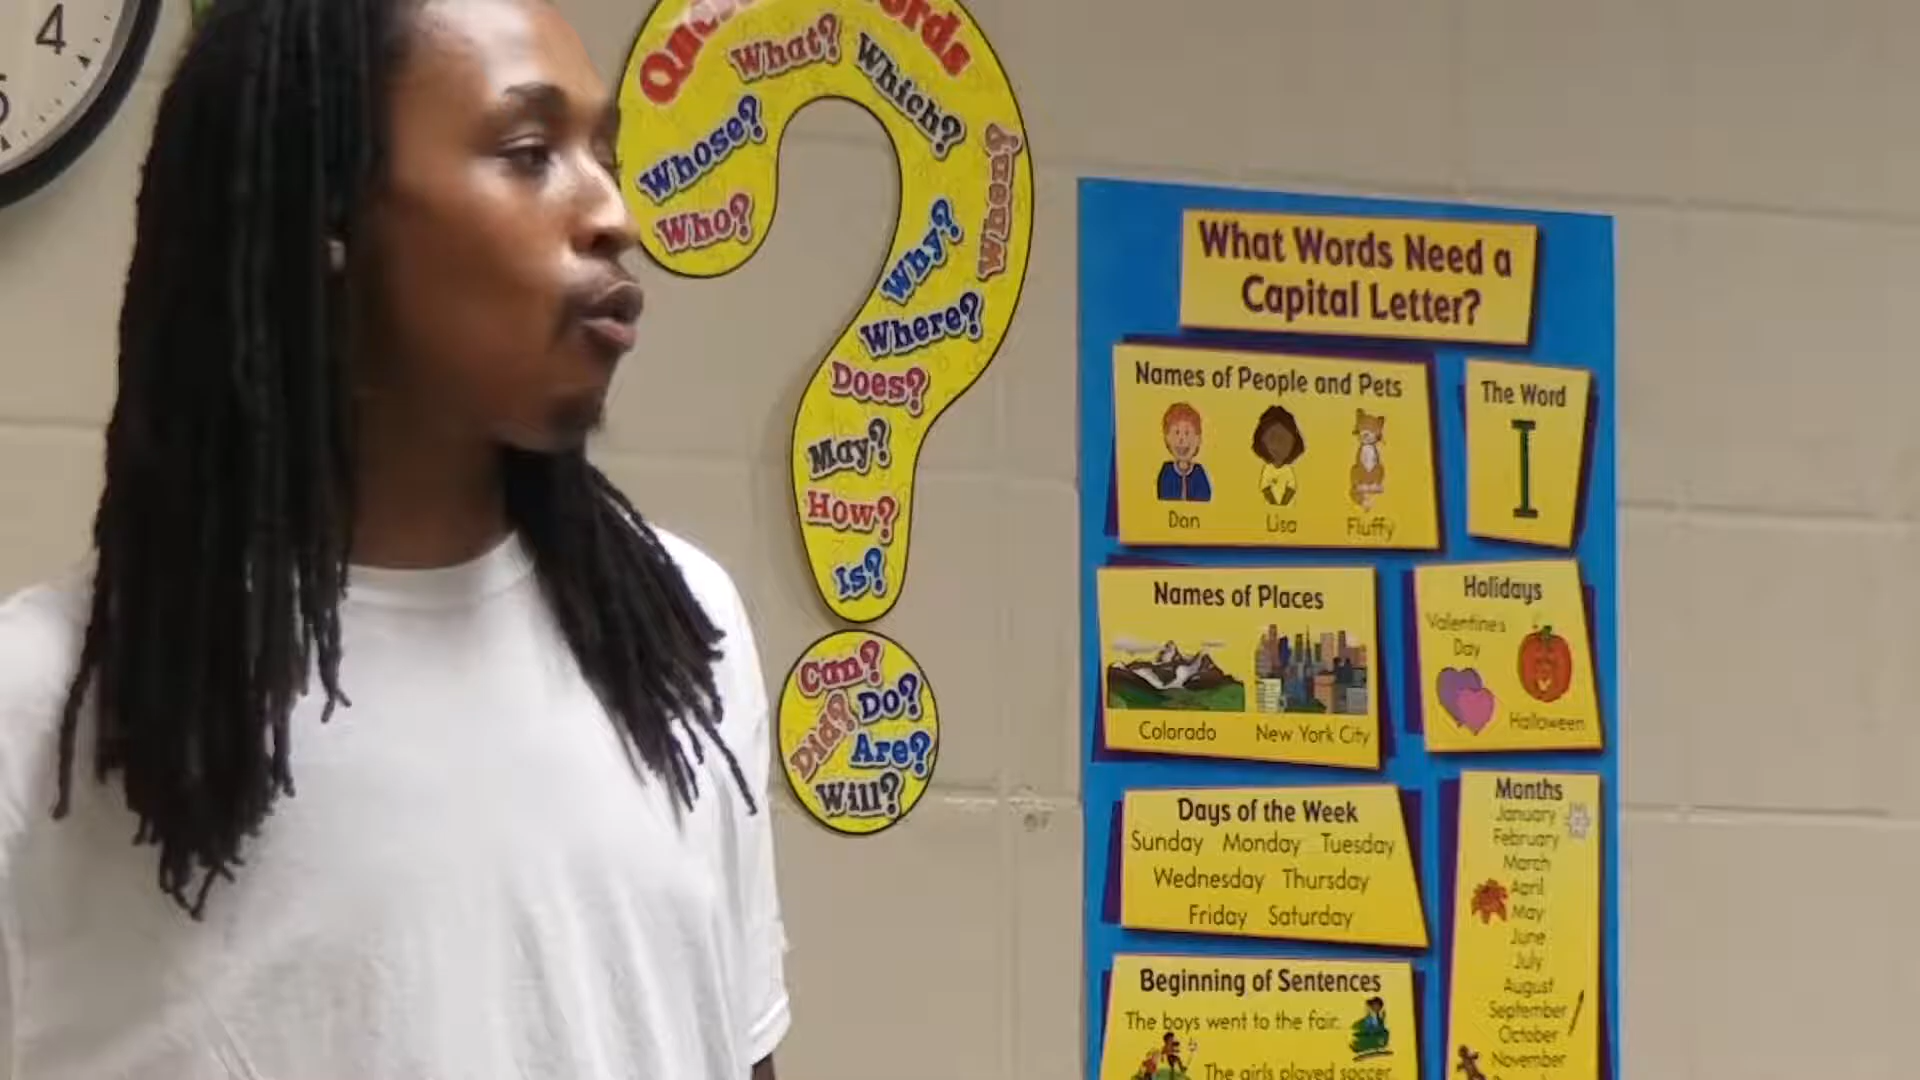 4
What?
Which?
Whose?
When?
Who?
Why?
Where?
Does?
May?
How?
Is?
Can?
Did?
Do?
Are?
Will?
What Words Need a
Capital Letter?
Names of People and Pets
Dan
Lisa
Fluffy
The Word
I
Names of Places
Colorado
New York City
Holidays
Valentine's
Day
Halloween
Days of the Week
Sunday Monday Tuesday
Wednesday Thursday
Friday Saturday
Months
January
February
March
April
May
June
July
August
September
October
November
Beginning of Sentences
The boys went to the fair.
The girls played soccer.